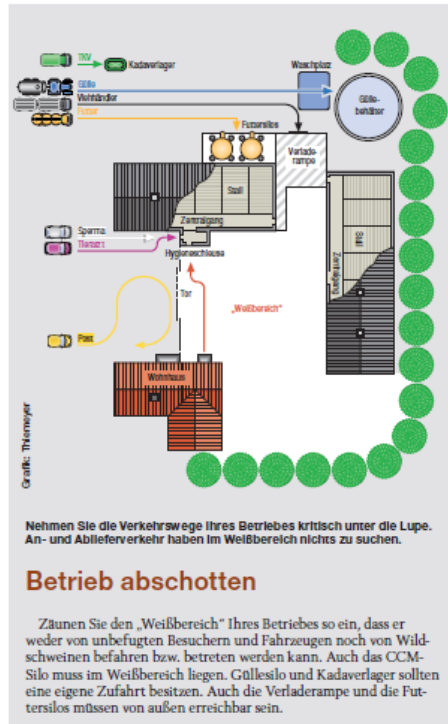 TKV
Kadaverlager
Waschplatz
Gülle
Viehhändler
Futter
Gülle-
behälter
Futtersilos
Verlade-
rampe
Stall
Zentralgang
Stall
Zentralgang
Sperma
Tierarzt
Hygieneschleuse
Tor
„Weißbereich“
Post
Wohnhaus
Grafik: Thiemeyer
Nehmen Sie die Verkehrswege Ihres Betriebes kritisch unter die Lupe.
An- und Ablieferverkehr haben im Weißbereich nichts zu suchen.
Betrieb abschotten
Zäunen Sie den „Weißbereich“ Ihres Betriebes so ein, dass er
weder von unbefugten Besuchern und Fahrzeugen noch von Wild-
schweinen befahren bzw. betreten werden kann. Auch das CCM-
Silo muss im Weißbereich liegen. Güllesilo und Kadaverlager sollten
eine eigene Zufahrt besitzen. Auch die Verladerampe und die Fut-
tersilos müssen von außen erreichbar sein.